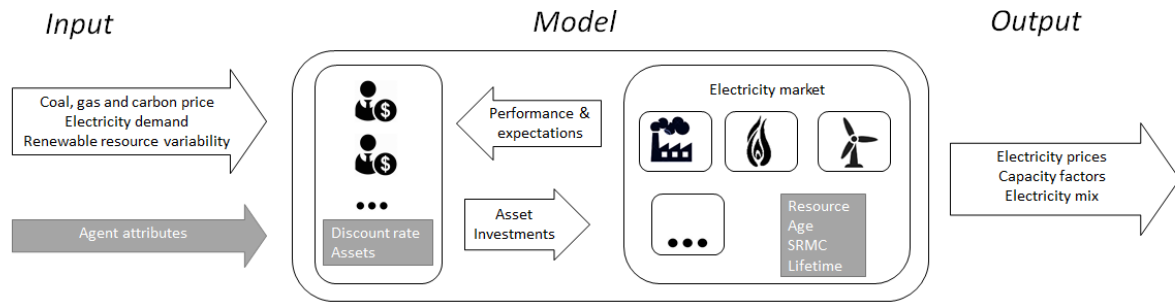 Input
Model
Output
Coal, gas and carbon price
Electricity demand
Renewable resource variability
Agent attributes
$
$
...
Discount rate
Assets
Performance &
expectations
Asset
Investments
Electricity market
...
Resource
Age
SRMC
Lifetime
Electricity prices
Capacity factors
Electricity mix